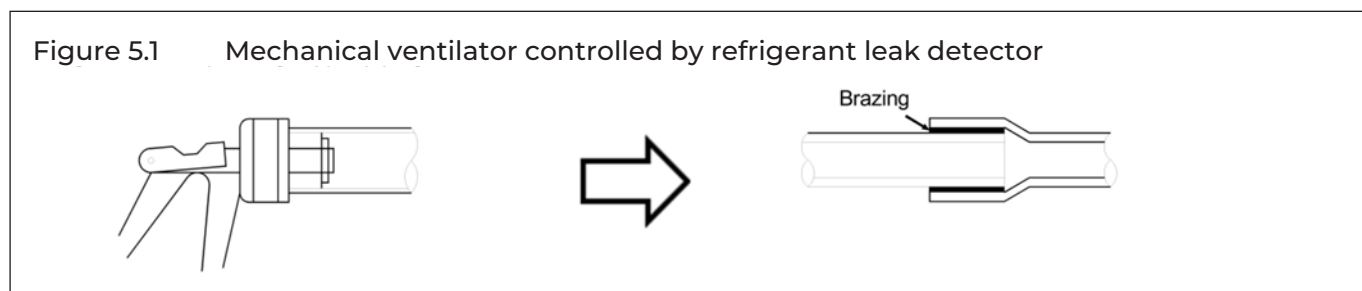 Figure 5.1 Mechanical ventilator controlled by refrigerant leak detector
Brazing